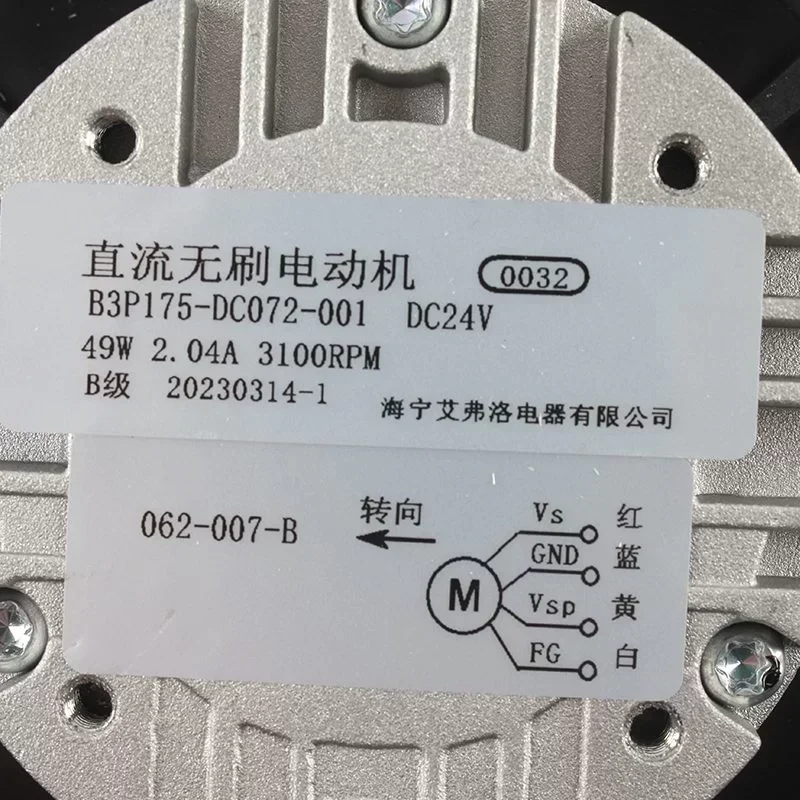 直流无刷电动机 0032
B3P175-DC072-001 DC24V
49W 2.04A 3100RPM
B级 20230314-1 海宁艾弗洛电器有限公司
062-007-B
转向
M
Vs 红
GND 蓝
Vsp 黄
FG 白